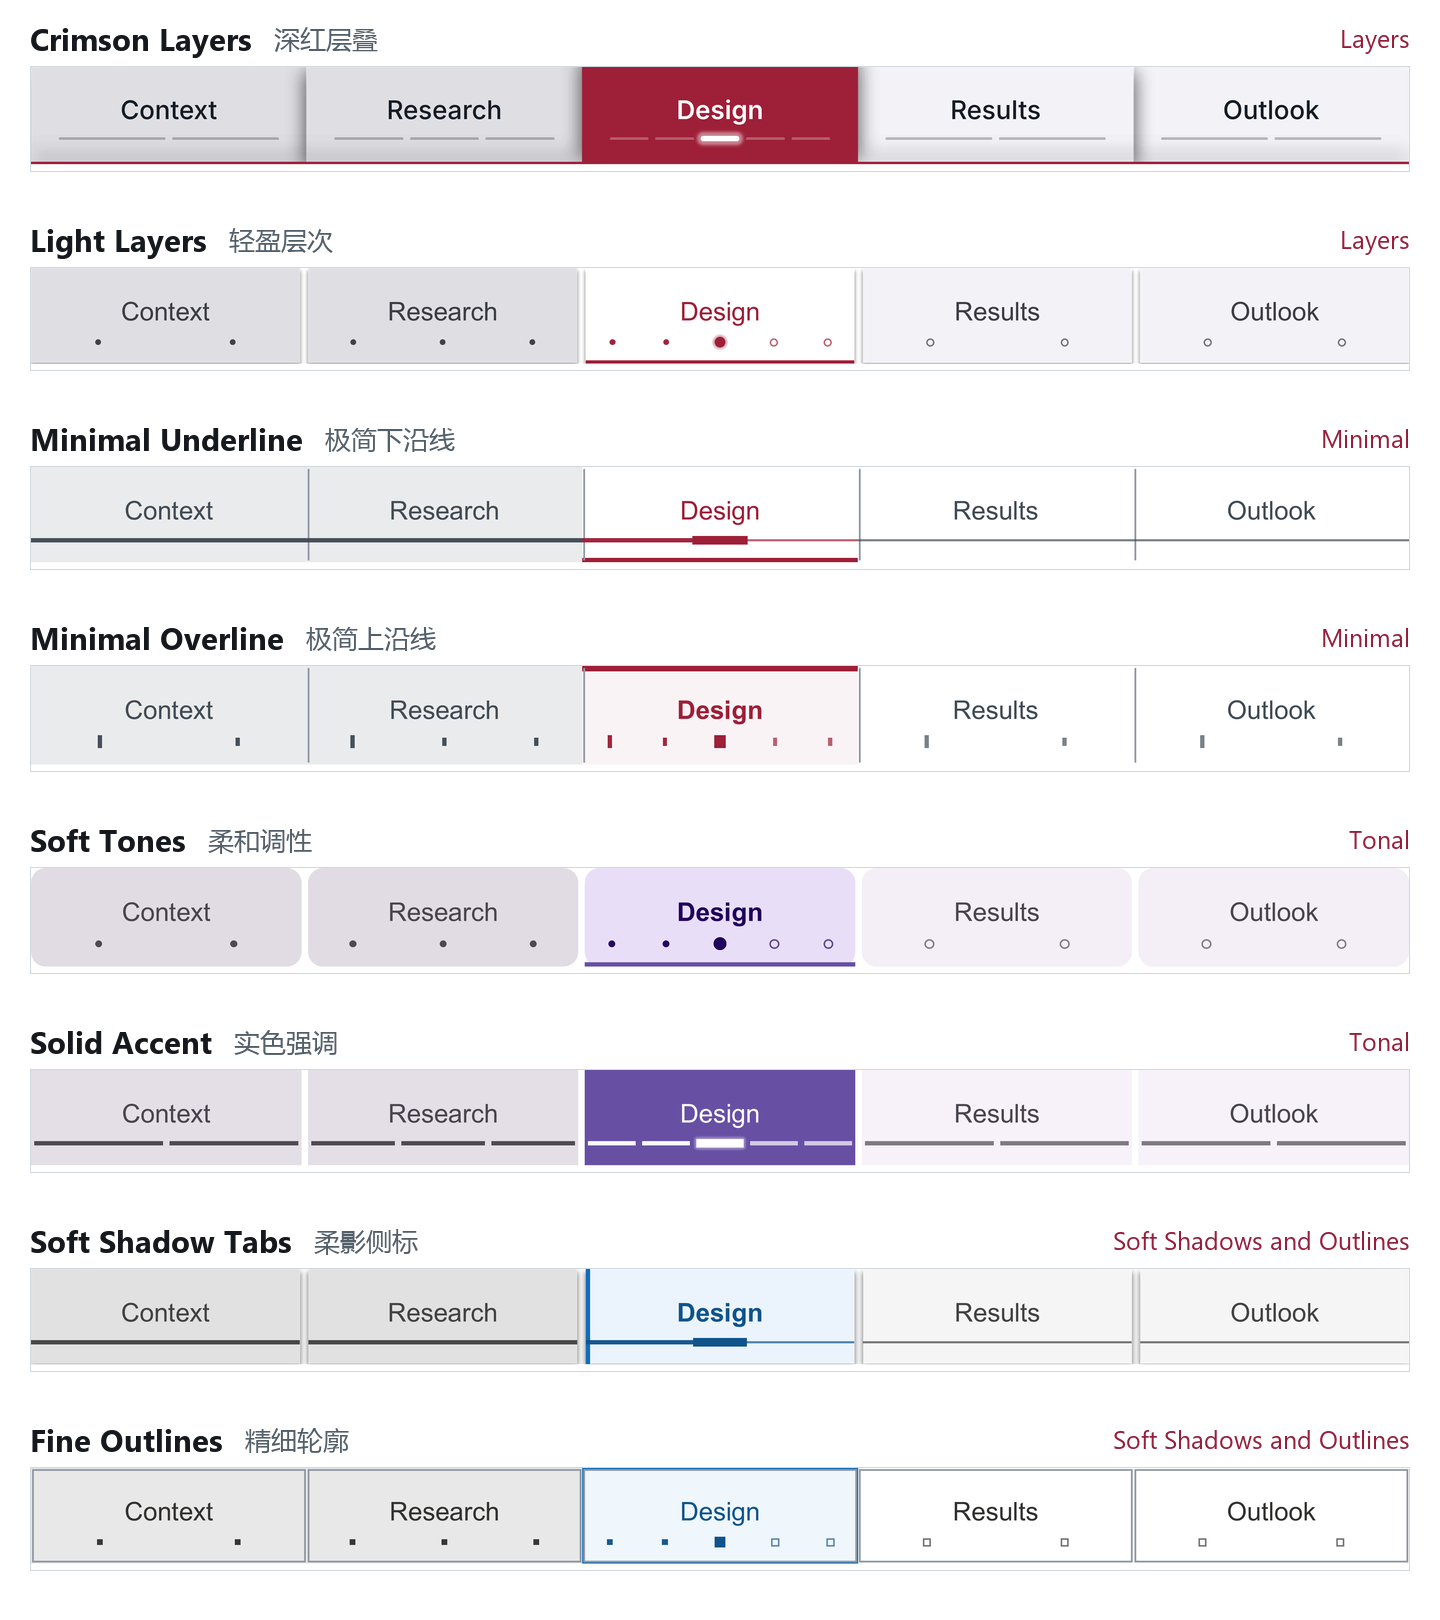 Crimson Layers 深红层叠 Layers
Context Research Design Results Outlook
Light Layers 轻盈层次 Layers
Context Research Design Results Outlook
Minimal Underline 极简下沿线 Minimal
Context Research Design Results Outlook
Minimal Overline 极简上沿线 Minimal
Context Research Design Results Outlook
Soft Tones 柔和调性 Tonal
Context Research Design Results Outlook
Solid Accent 实色强调 Tonal
Context Research Design Results Outlook
Soft Shadow Tabs 柔影侧标 Soft Shadows and Outlines
Context Research Design Results Outlook
Fine Outlines 精细轮廓 Soft Shadows and Outlines
Context Research Design Results Outlook